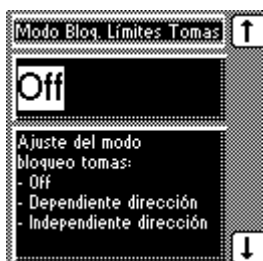 Modo Bloq. Límites Tomas
Off
Ajuste del modo
bloqueo tomas:
- Off
- Dependiente dirección
- Independiente dirección